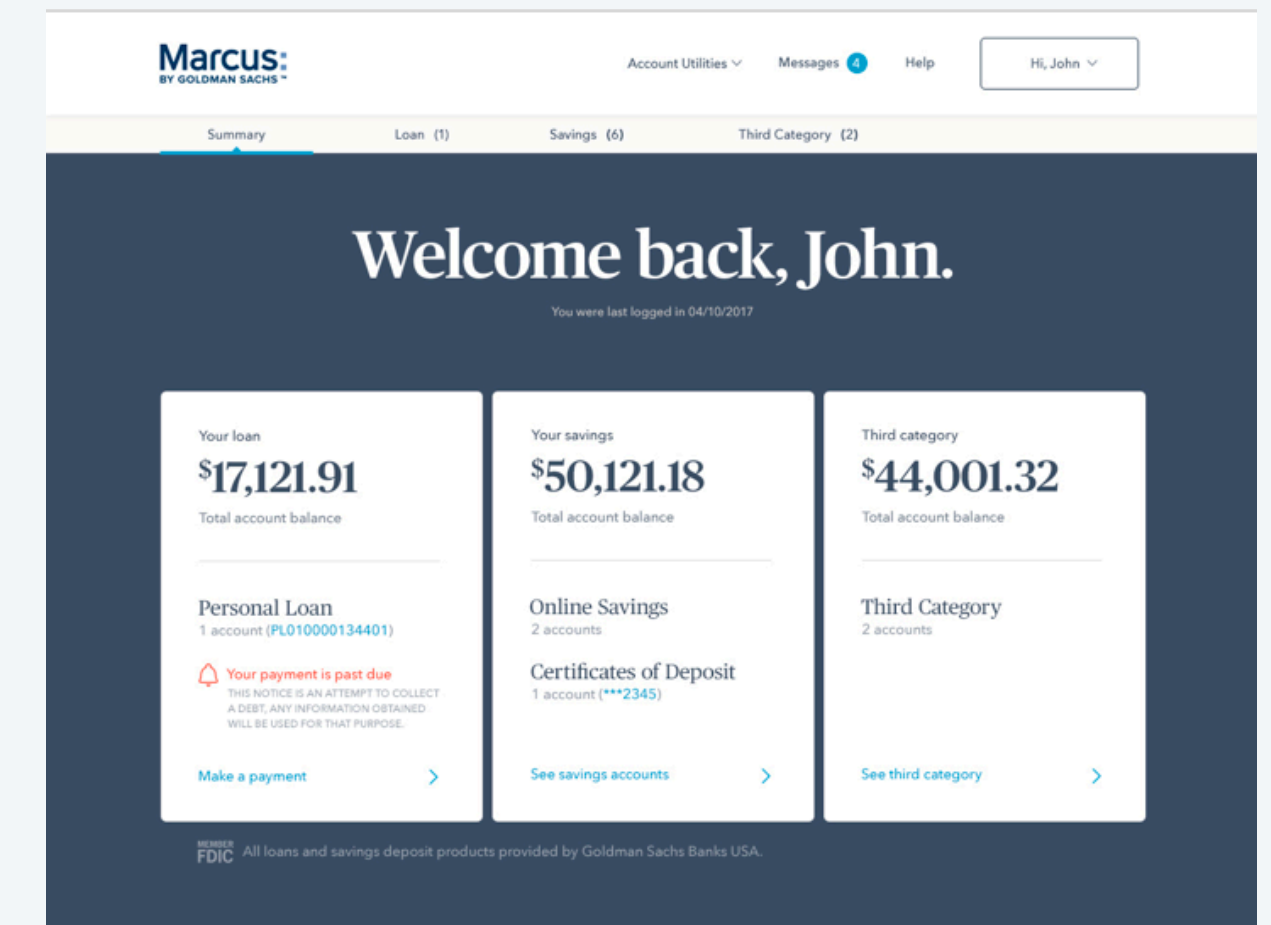 Marcus:
BY GOLDMAN SACHS ™
Account Utilities
Messages 4
Help
Hi, John
Summary
Loan (1)
Savings (6)
Third Category (2)
Welcome back, John.
You were last logged in 04/10/2017
Your loan
$17,121.91
Total account balance
Personal Loan
1 account (PL010000134401)
Your payment is past due
THIS NOTICE IS AN ATTEMPT TO COLLECT
A DEBT, ANY INFORMATION OBTAINED
WILL BE USED FOR THAT PURPOSE.
Make a payment
Your savings
$50,121.18
Total account balance
Online Savings
2 accounts
Certificates of Deposit
1 account (***2345)
See savings accounts
Third category
$44,001.32
Total account balance
Third Category
2 accounts
See third category
MEMBER
FDIC
All loans and savings deposit products provided by Goldman Sachs Banks USA.